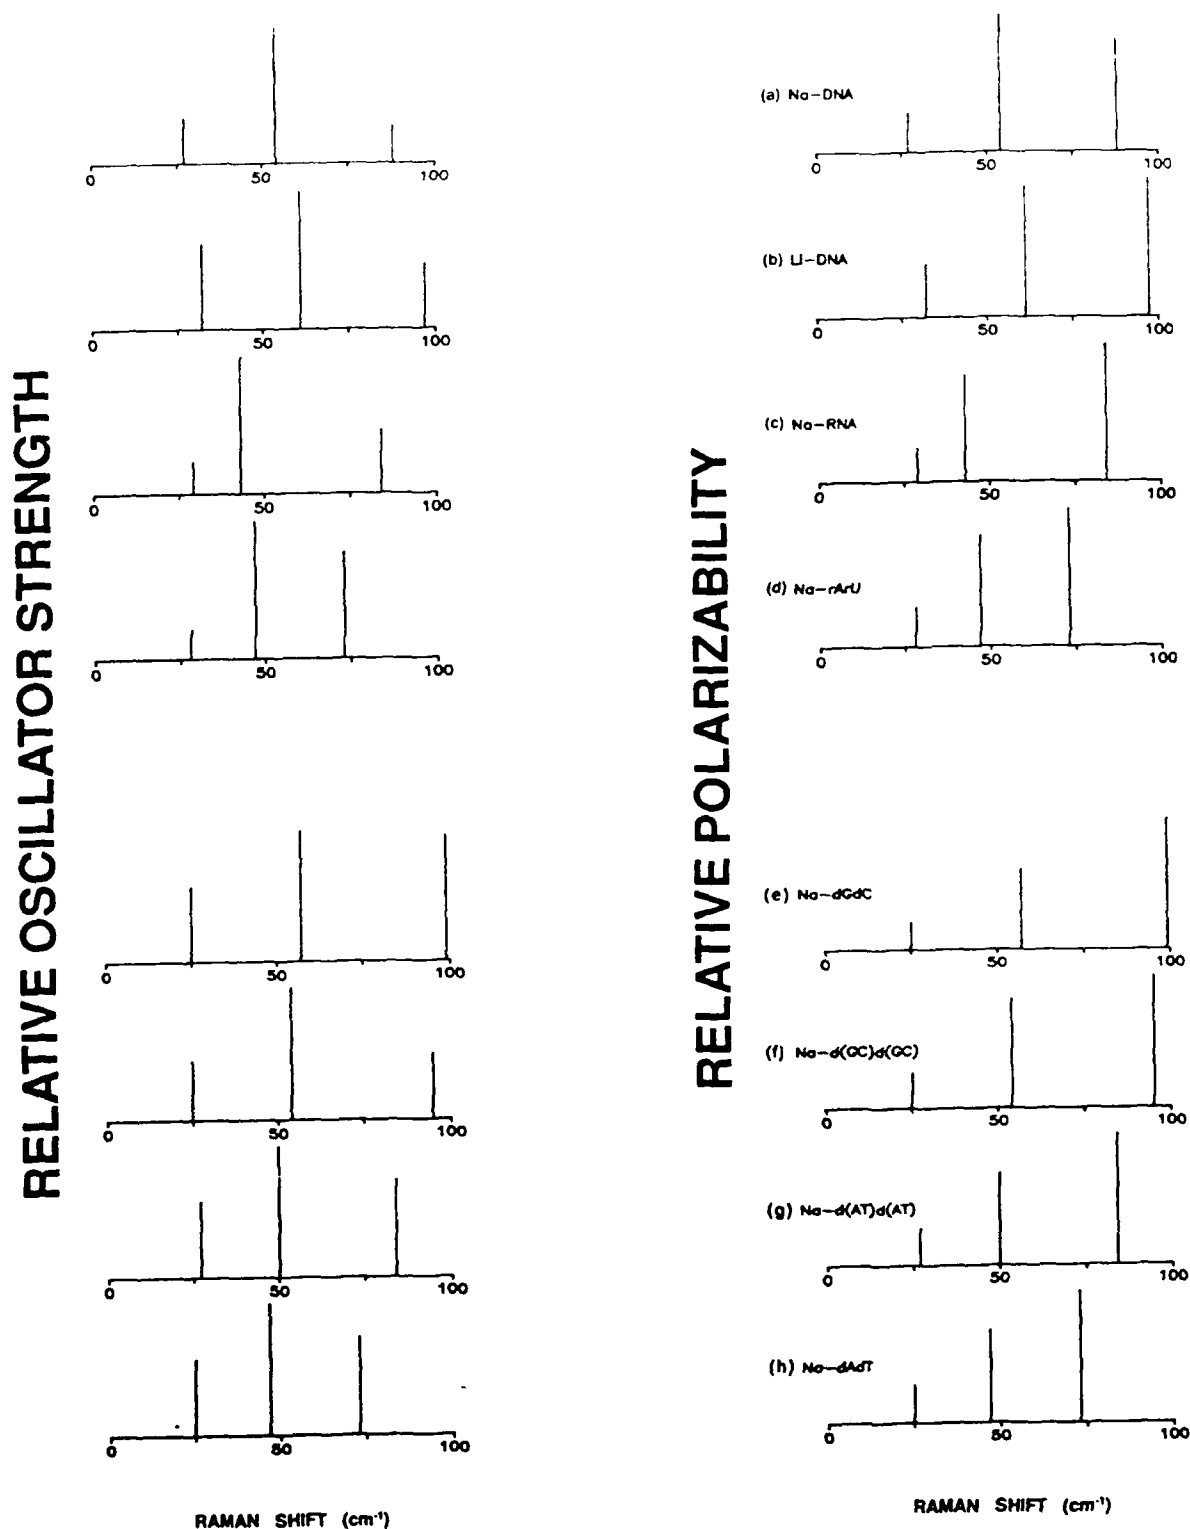 RELATIVE OSCILLATOR STRENGTH
0 50 100
0 50 100
0 50 100
0 50 100
0 50 100
0 50 100
0 50 100
0 50 100
RAMAN SHIFT (cm-1)
RELATIVE POLARIZABILITY
(a) Na-DNA
0 50 100
(b) Li-DNA
0 50 100
(c) Na-RNA
0 50 100
(d) Na-rArU
0 50 100
(e) Na-dGdC
0 50 100
(f) Na-d(GC)d(GC)
0 50 100
(g) Na-d(AT)d(AT)
0 50 100
(h) Na-dAdT
0 50 100
RAMAN SHIFT (cm-1)